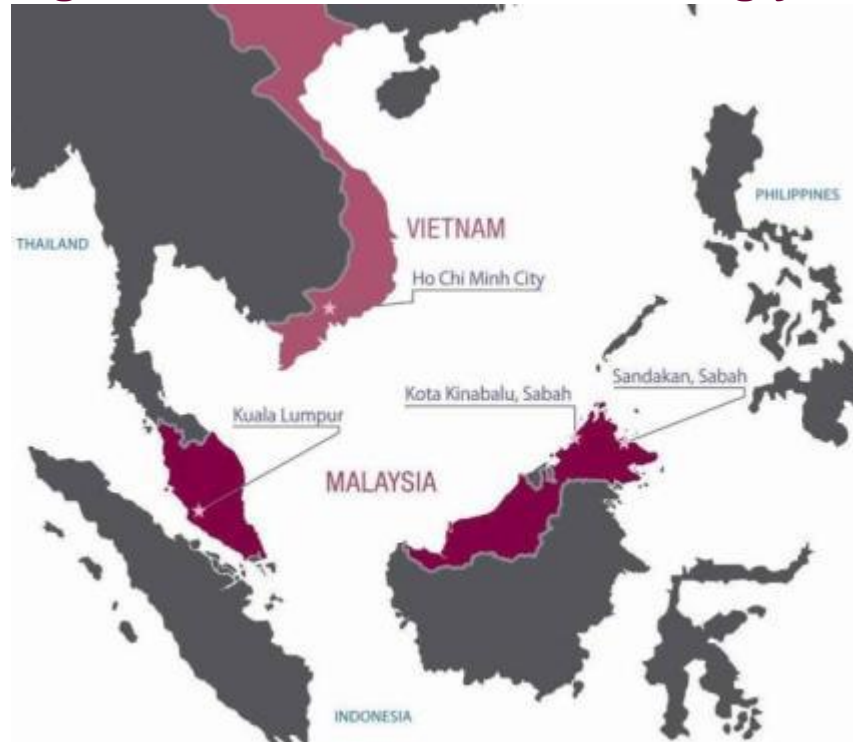 PHILIPPINES
VIETNAM
THAILAND
Ho Chi Minh City
Sandakan, Sabah
Kota Kinabalu, Sabah
Kuala Lumpur
MALAYSIA
INDONESIA